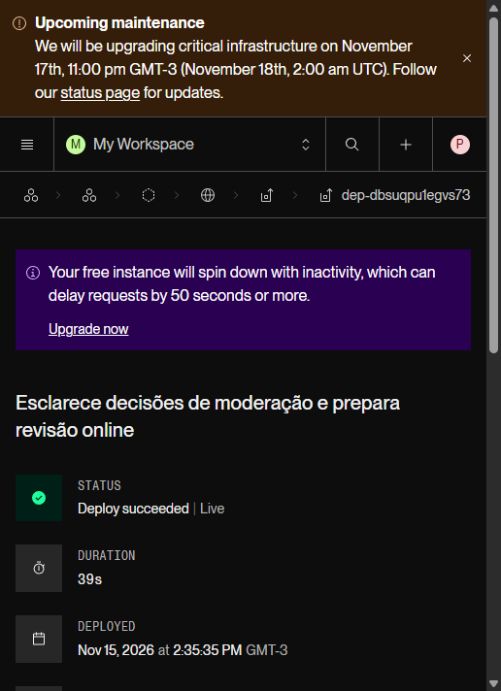 Upcoming maintenance
We will be upgrading critical infrastructure on November
17th, 11:00 pm GMT-3 (November 18th, 2:00 am UTC). Follow
our status page for updates.
M My Workspace P
dep-dbsuqpu1egvs73
Your free instance will spin down with inactivity, which can
delay requests by 50 seconds or more.
Upgrade now
Esclarece decisões de moderação e prepara
revisão online
STATUS
Deploy succeeded | Live
DURATION
39s
DEPLOYED
Nov 15, 2026 at 2:35:35 PM GMT-3